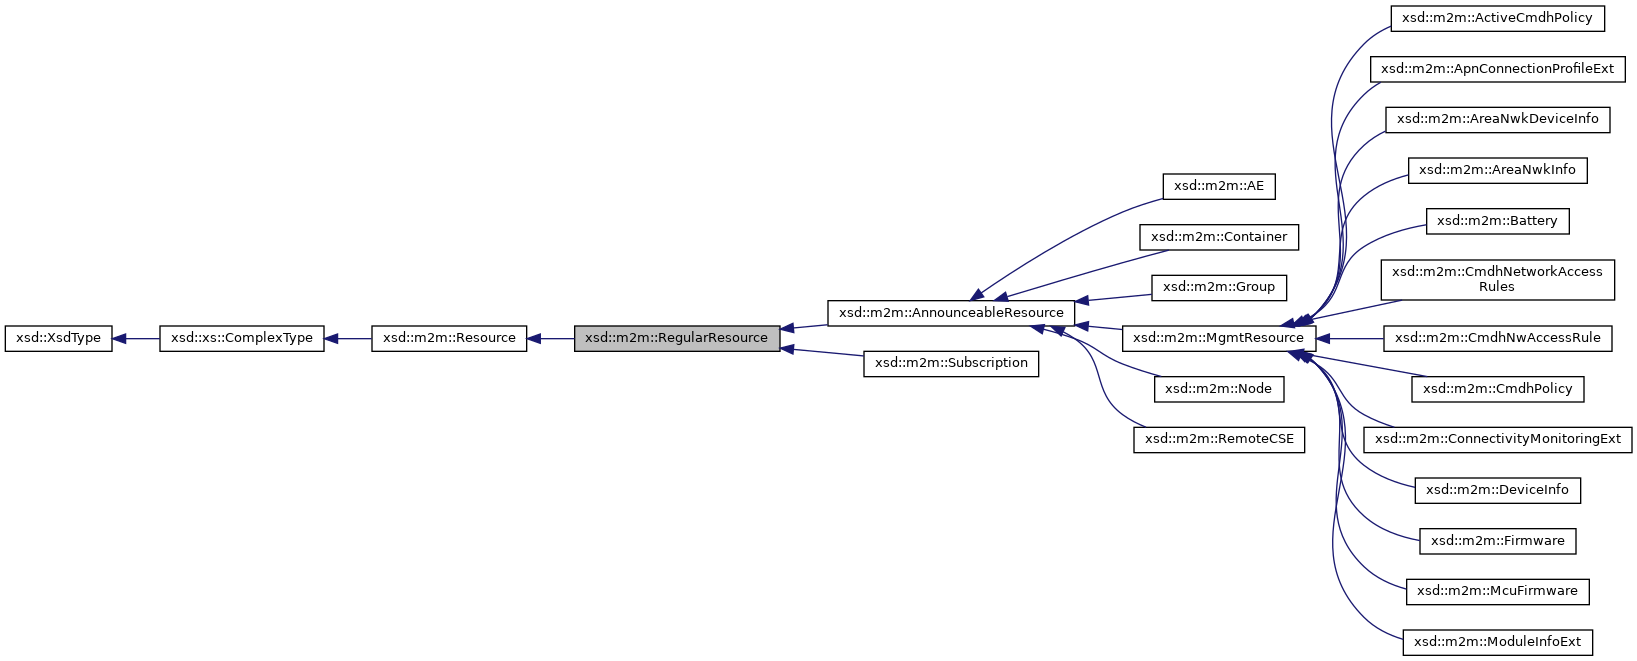 xsd::XsdType
xsd::xs::ComplexType
xsd::m2m::Resource
xsd::m2m::RegularResource
xsd::m2m::AnnounceableResource
xsd::m2m::Subscription
xsd::m2m::AE
xsd::m2m::Container
xsd::m2m::Group
xsd::m2m::MgmtResource
xsd::m2m::Node
xsd::m2m::RemoteCSE
xsd::m2m::ActiveCmdhPolicy
xsd::m2m::ApnConnectionProfileExt
xsd::m2m::AreaNwkDeviceInfo
xsd::m2m::AreaNwkInfo
xsd::m2m::Battery
xsd::m2m::CmdhNetworkAccess
Rules
xsd::m2m::CmdhNwAccessRule
xsd::m2m::CmdhPolicy
xsd::m2m::ConnectivityMonitoringExt
xsd::m2m::DeviceInfo
xsd::m2m::Firmware
xsd::m2m::McuFirmware
xsd::m2m::ModuleInfoExt